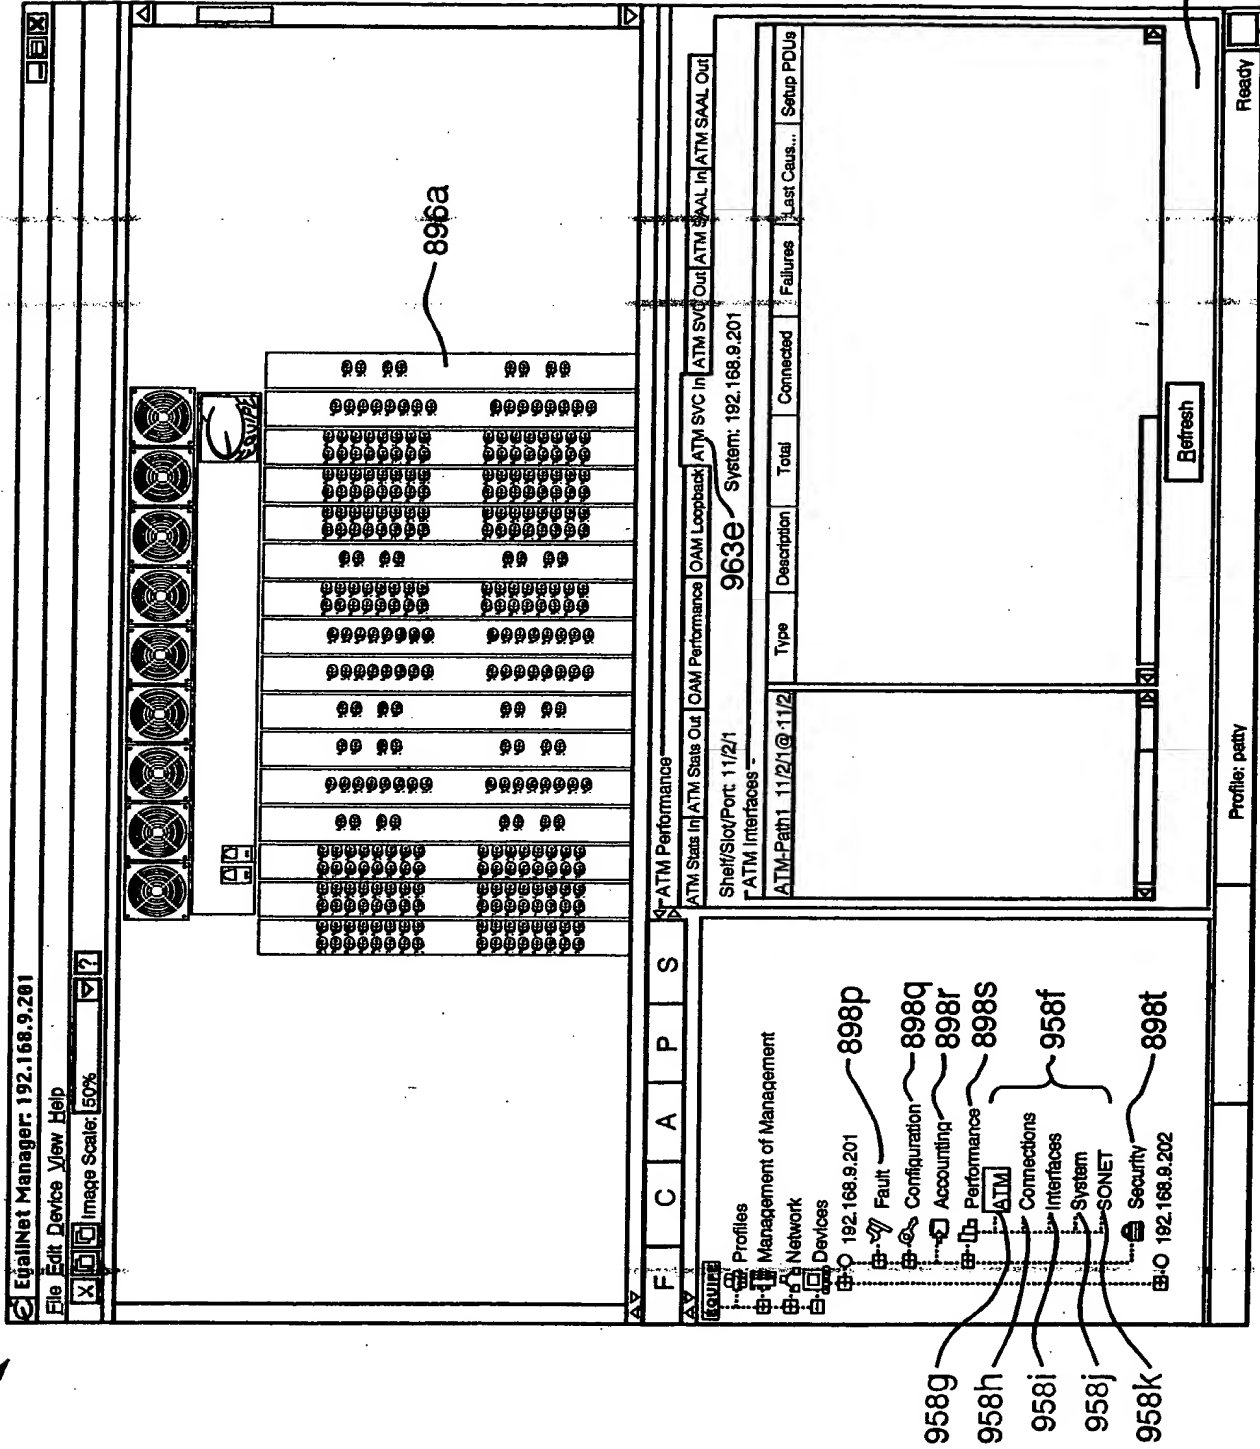 EqaliNet Manager: 192.168.9.201
File Edit Device View Help
X Image Scale: 50% ?
896a
F C A P S
EQUIPE
Profiles
Management of Management
Network
Devices
192.168.9.201
898p
Fault
Configuration 898q
Accounting 898r
Performance 898s
958g ATM
958h Connections
958i Interfaces 958f
958j System
958k SONET
Security 898t
192.168.9.202
ATM Performance
ATM Stats In ATM Stats Out OAM Performance OAM Loopback ATM SVC In ATM SVC Out ATM SAAL In ATM SAAL Out
Shelf/Slot/Port: 11/2/1 963e System: 192.168.9.201
ATM Interfaces
ATM-Path1 11/2/1@11/2 Type Description Total Connected Failures Last Caus... Setup PDUs
Refresh
Profile: patty Ready